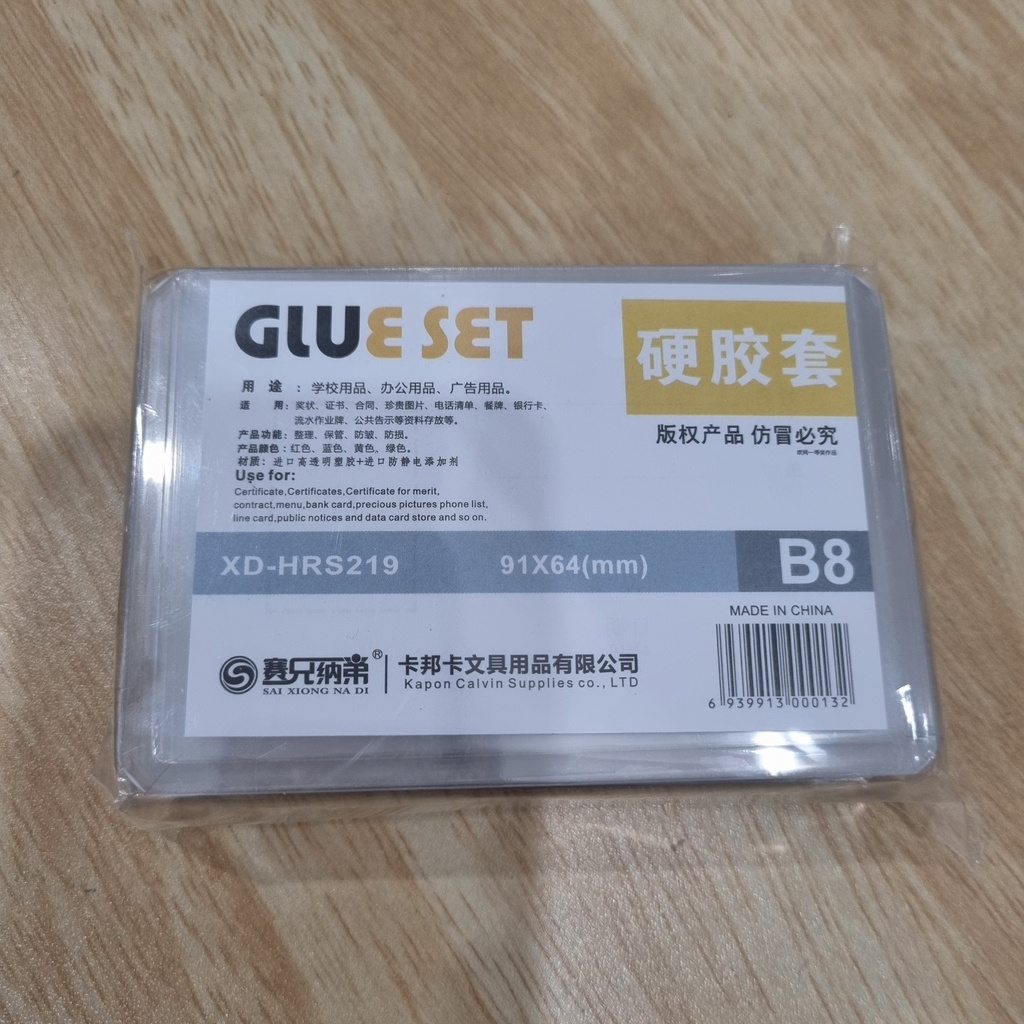 GLUE SET
硬胶套
用 途 ：学校用品、办公用品、广告用品。
适 用：奖状、证书、合同、珍贵图片、电话清单、餐牌、银行卡、
流水作业牌、公共告示等资料存放等。
产品功能：整理、保管、防皱、防损。
产品颜色：红色、蓝色、黄色、绿色。
材质：进口高透明塑胶+进口防静电添加剂
版权产品 仿冒必究
Use for:
Certificate,Certificates,Certificate for merit,
contract,menu,bank card,precious pictures phone list,
line card,public notices and data card store and so on.
XD-HRS219 91X64(mm) B8
MADE IN CHINA
赛兄纳弟® 卡邦卡文具用品有限公司
SAI XIONG NA DI Kapon Calvin Supplies co., LTD
6 939913 000132